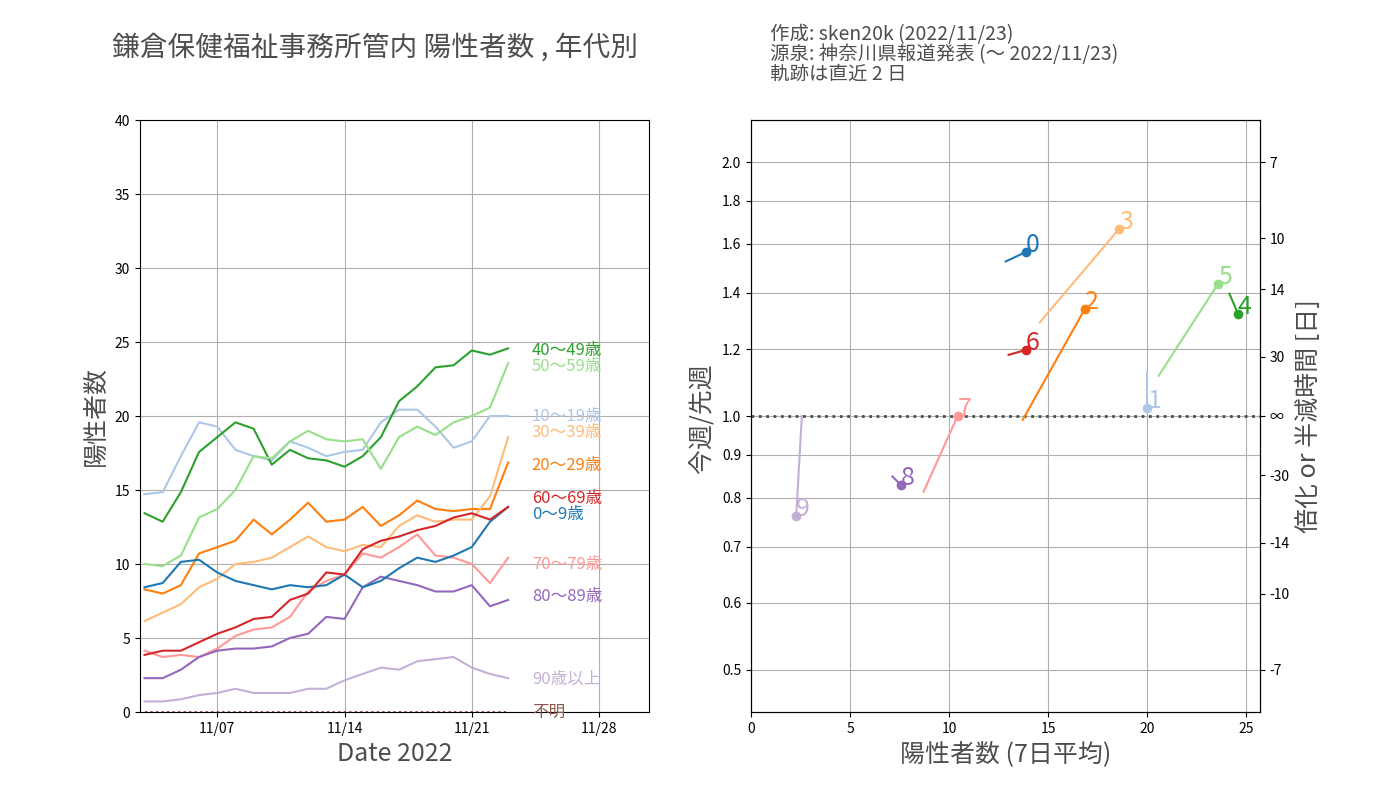 鎌倉保健福祉事務所管内 陽性者数 , 年代別
作成: sken20k (2022/11/23)
源泉: 神奈川県報道発表 (〜 2022/11/23)
軌跡は直近 2 日
陽性者数
40
35
30
25
20
15
10
5
0
40〜49歳
50〜59歳
10〜19歳
30〜39歳
20〜29歳
60〜69歳
0〜9歳
70〜79歳
80〜89歳
90歳以上
不明
11/07
11/14
11/21
11/28
Date 2022
今週/先週
2.0
1.8
1.6
1.4
1.2
1.0
0.9
0.8
0.7
0.6
0.5
3
0
5
2
4
6
1
7
8
9
7
10
14
30
∞
-30
-14
-10
-7
倍化 or 半減時間 [日]
0
5
10
15
20
25
陽性者数 (7日平均)